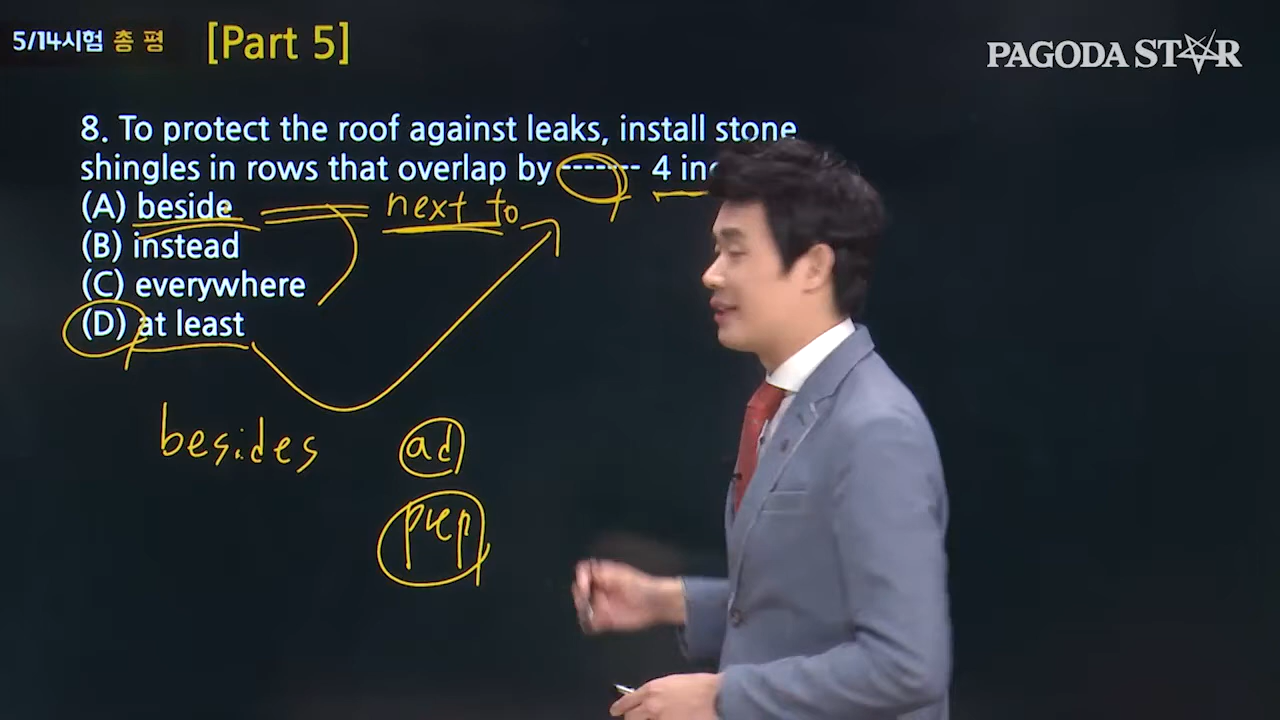 5/14시험 총 평 [Part 5]
PAGODA STAR
8. To protect the roof against leaks, install stone
shingles in rows that overlap by ------- 4
(A) beside = next to
(B) instead
(C) everywhere
(D) at least
besides ad
prep